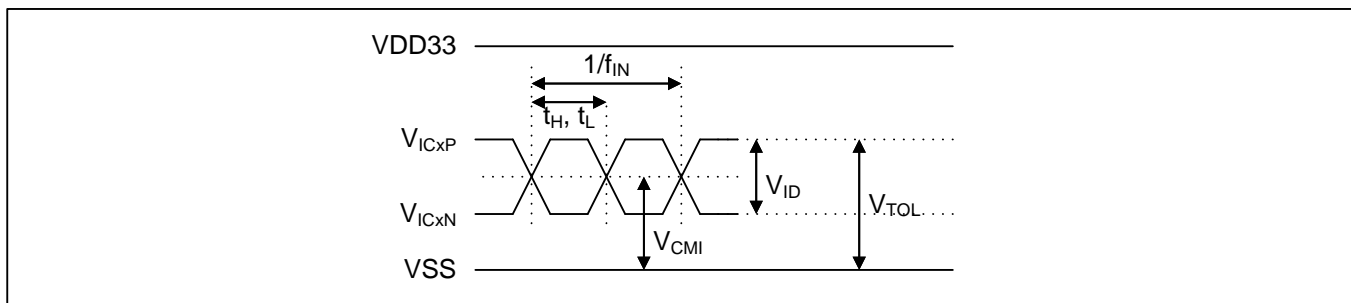 VDD33
1/fIN
tH, tL
VICxP
VID
VTOL
VICxN
VCMI
VSS